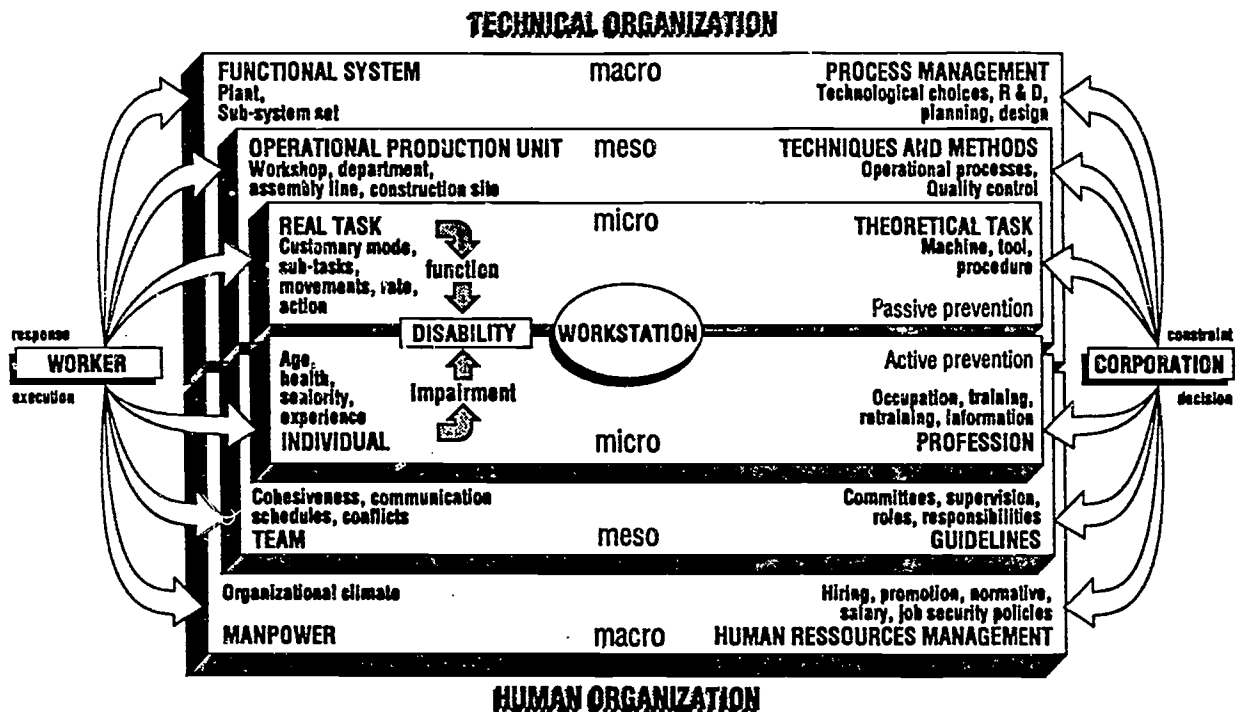 TECHNICAL ORGANIZATION
FUNCTIONAL SYSTEM
Plant,
Sub-system set
macro
PROCESS MANAGEMENT
Technological choices, R & D,
planning, design
OPERATIONAL PRODUCTION UNIT
Workshop, department,
assembly line, construction site
meso
TECHNIQUES AND METHODS
Operational processes,
Quality control
REAL TASK
Customary mode,
sub-tasks,
movements, rate,
action
function
micro
THEORETICAL TASK
Machine, tool,
procedure
Passive prevention
DISABILITY
WORKSTATION
response
WORKER
execution
constraint
CORPORATION
decision
Age,
health,
seniority,
experience
INDIVIDUAL
Impairment
micro
Active prevention
Occupation, training,
retraining, information
PROFESSION
Cohesiveness, communication
schedules, conflicts
TEAM
meso
Committees, supervision,
roles, responsibilities
GUIDELINES
Organizational climate
MANPOWER
macro
Hiring, promotion, normative,
salary, job security policies
HUMAN RESSOURCES MANAGEMENT
HUMAN ORGANIZATION